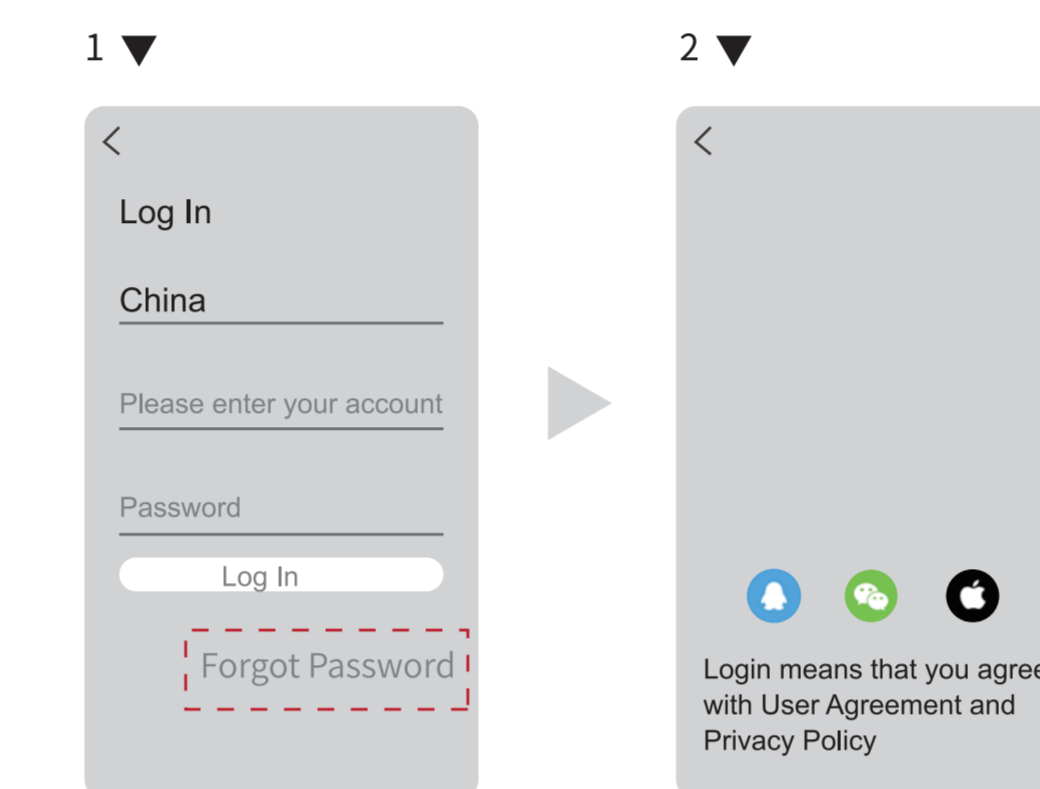 1
Log In
China
Please enter your account
Password
Log In
Forgot Password
2
Login means that you agree
with User Agreement and
Privacy Policy